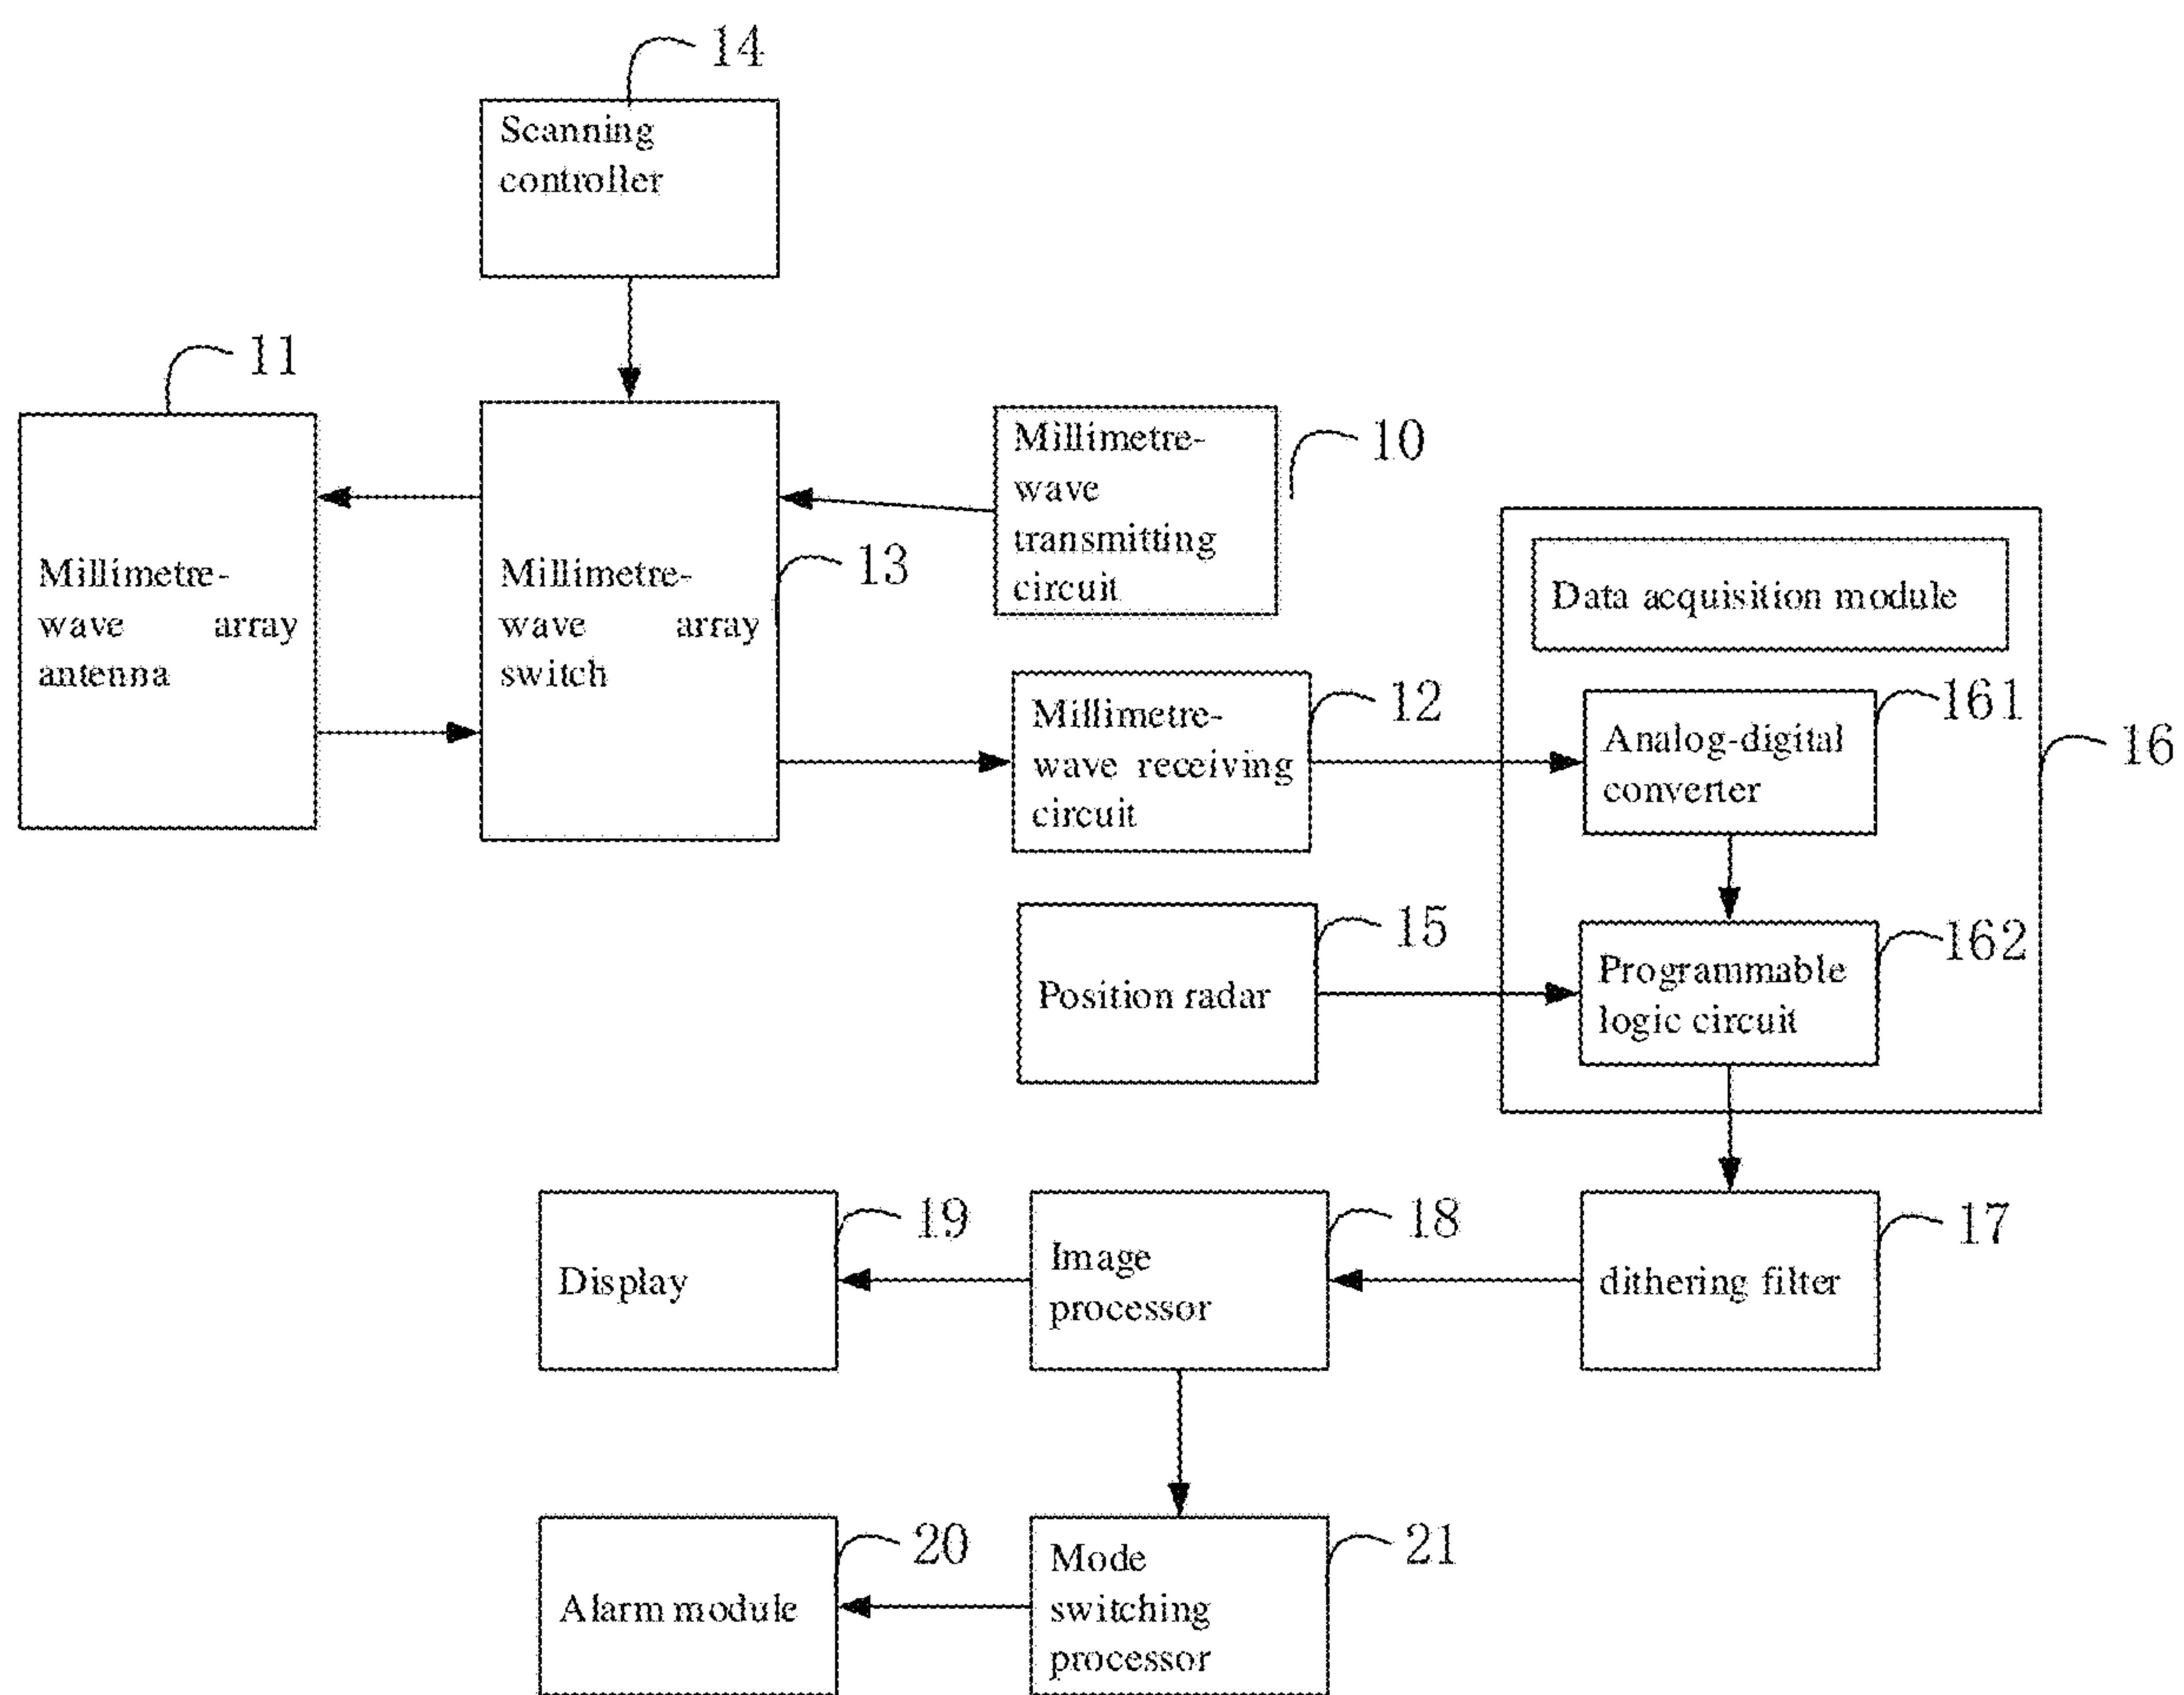 14
Scanning
controller
11
Millimetre-
wave array
antenna
Millimetre-
wave array
switch
13
Millimetre-
wave
transmitting
circuit
10
Millimetre-
wave receiving
circuit
12
Data acquisition module
161
Analog-digital
converter
16
Position radar
15
162
Programmable
logic circuit
Display
19
Image
processor
18
dithering filter
17
Alarm module
20
Mode
switching
processor
21